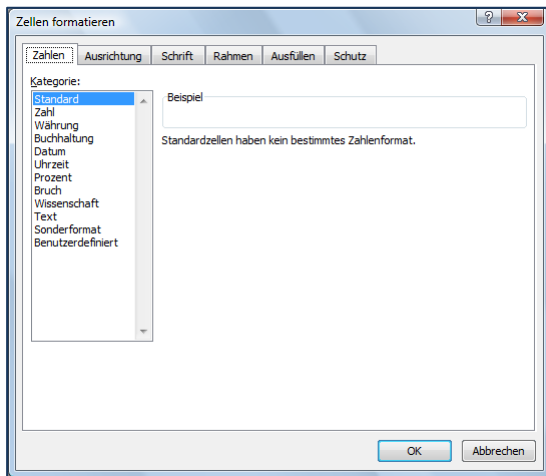 Zellen formatieren
Zahlen Ausrichtung Schrift Rahmen Ausfüllen Schutz
Kategorie:
Standard
Zahl
Währung
Buchhaltung
Datum
Uhrzeit
Prozent
Bruch
Wissenschaft
Text
Sonderformat
Benutzerdefiniert
Beispiel
Standardzellen haben kein bestimmtes Zahlenformat.
OK Abbrechen